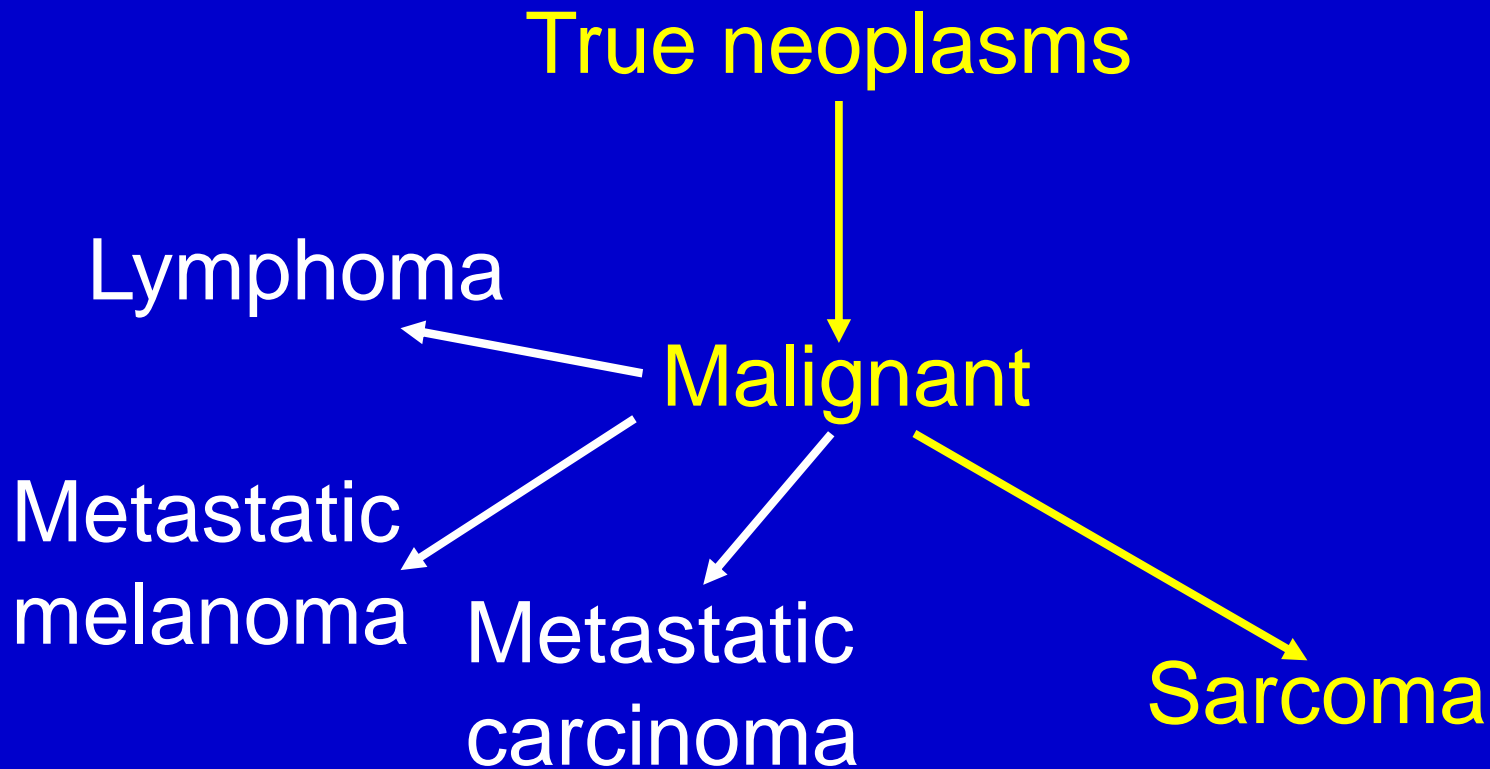 True neoplasms
Lymphoma
Malignant
Metastatic
melanoma
Metastatic
carcinoma
Sarcoma